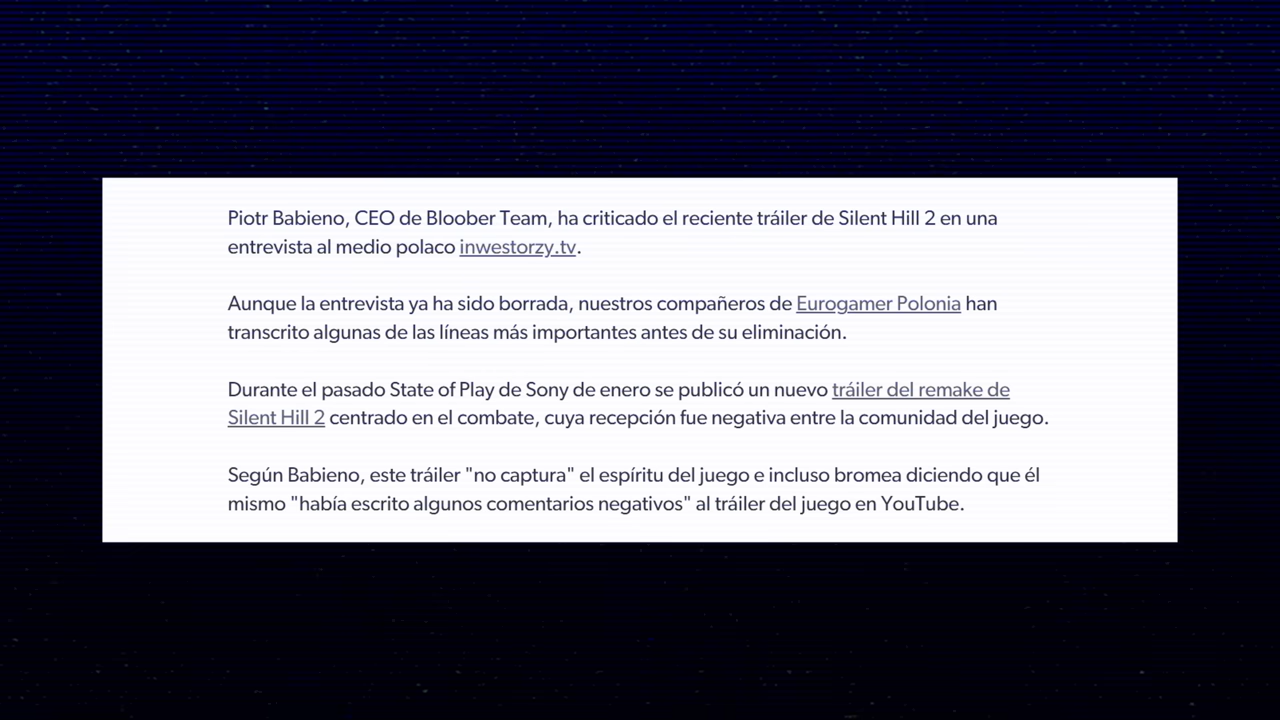 Piotr Babieno, CEO de Bloober Team, ha criticado el reciente tráiler de Silent Hill 2 en una
entrevista al medio polaco inwestorzy.tv.
Aunque la entrevista ya ha sido borrada, nuestros compañeros de Eurogamer Polonia han
transcrito algunas de las líneas más importantes antes de su eliminación.
Durante el pasado State of Play de Sony de enero se publicó un nuevo tráiler del remake de
Silent Hill 2 centrado en el combate, cuya recepción fue negativa entre la comunidad del juego.
Según Babieno, este tráiler "no captura" el espíritu del juego e incluso bromea diciendo que él
mismo "había escrito algunos comentarios negativos" al tráiler del juego en YouTube.